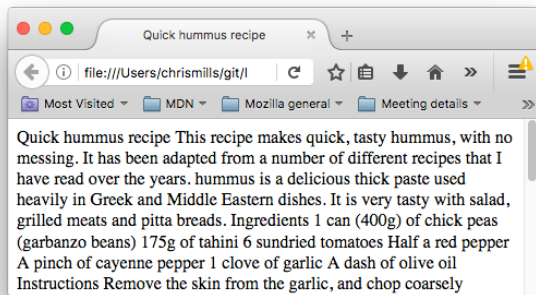 Quick hummus recipe
file:///Users/chrismills/git/l
Most Visited MDN Mozilla general Meeting details
Quick hummus recipe This recipe makes quick, tasty hummus, with no
messing. It has been adapted from a number of different recipes that I
have read over the years. hummus is a delicious thick paste used
heavily in Greek and Middle Eastern dishes. It is very tasty with salad,
grilled meats and pitta breads. Ingredients 1 can (400g) of chick peas
(garbanzo beans) 175g of tahini 6 sundried tomatoes Half a red pepper
A pinch of cayenne pepper 1 clove of garlic A dash of olive oil
Instructions Remove the skin from the garlic, and chop coarsely